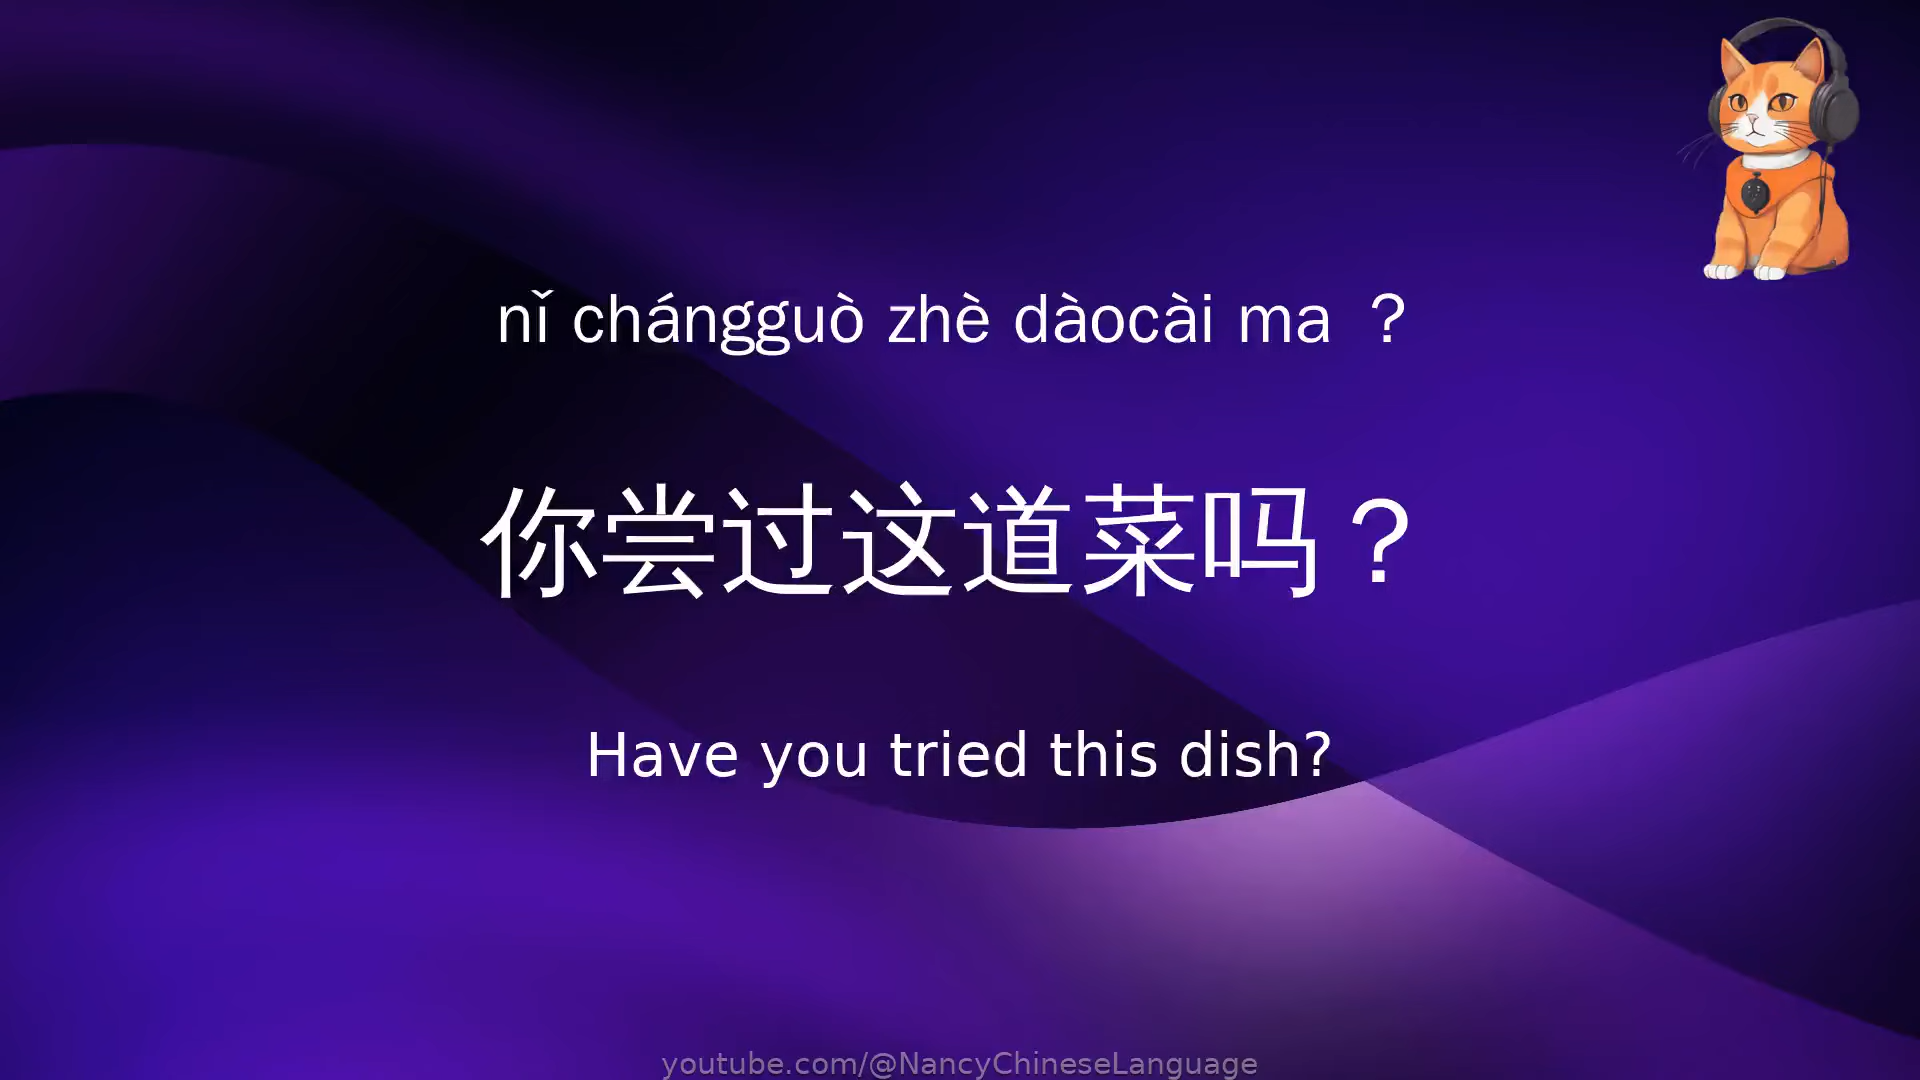 nǐ chángguò zhè dàocài ma ？
你尝过这道菜吗？
Have you tried this dish?
youtube.com/@NancyChineseLanguage